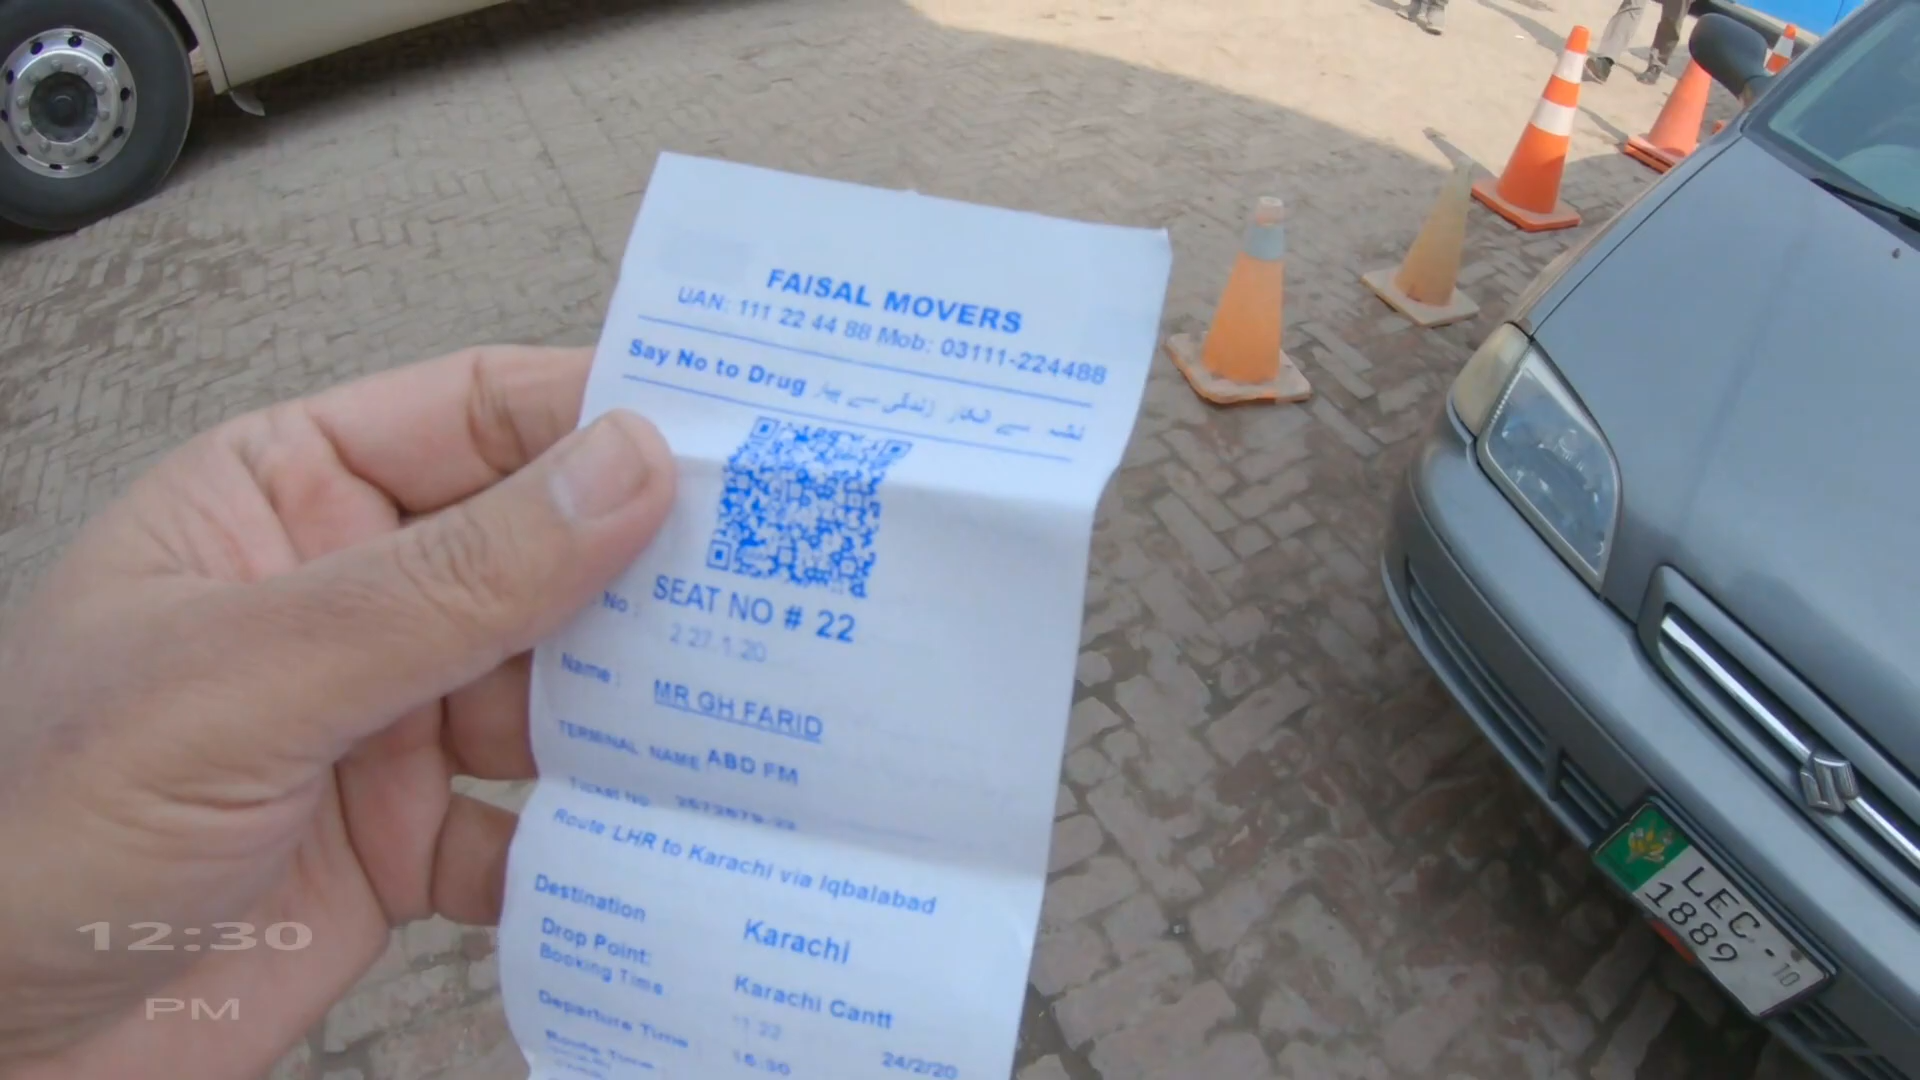 FAISAL MOVERS
UAN: 111 22 44 88 Mob: 03111-224488
Say No to Drug نشہ سے انکار زندگی سے پیار
SEAT NO # 22
No :
Name : MR GH FARID
TERMINAL NAME ABD FM
Route LHR to Karachi via Iqbalabad
Destination Karachi
Drop Point: Karachi Cantt
Booking Time
Departure Time 24/2/20
LEC - 10
1889
12:30
PM